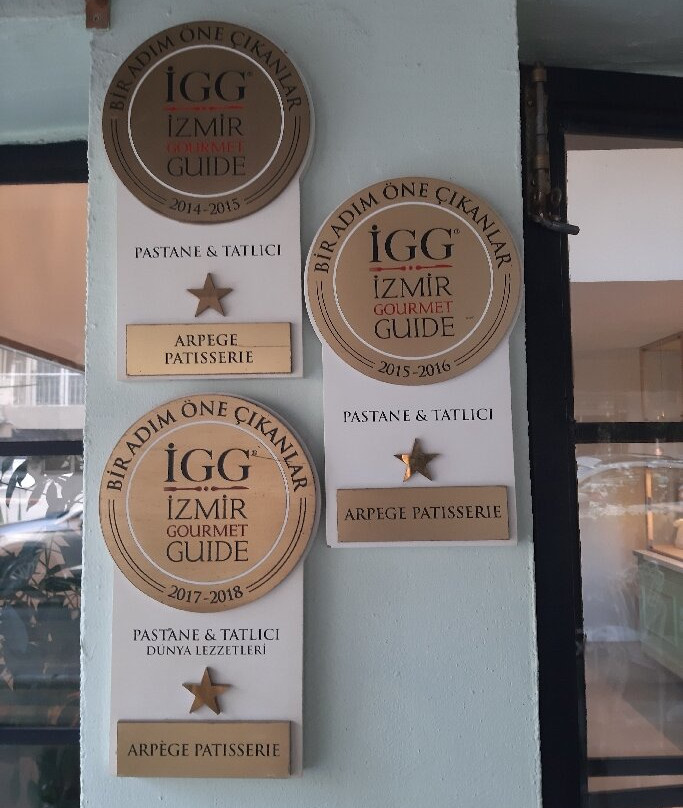 BİR ADIM ÖNE ÇIKANLAR
İGG®
İZMİR
GOURMET
GUIDE
2014-2015
PASTANE & TATLICI
ARPEGE
PATISSERIE
BİR ADIM ÖNE ÇIKANLAR
İGG®
İZMİR
GOURMET
GUIDE
2015-2016
PASTANE & TATLICI
ARPEGE PATISSERIE
BİR ADIM ÖNE ÇIKANLAR
İGG®
İZMİR
GOURMET
GUIDE
2017-2018
PASTANE & TATLICI
DÜNYA LEZZETLERİ
ARPÈGE PATISSERIE